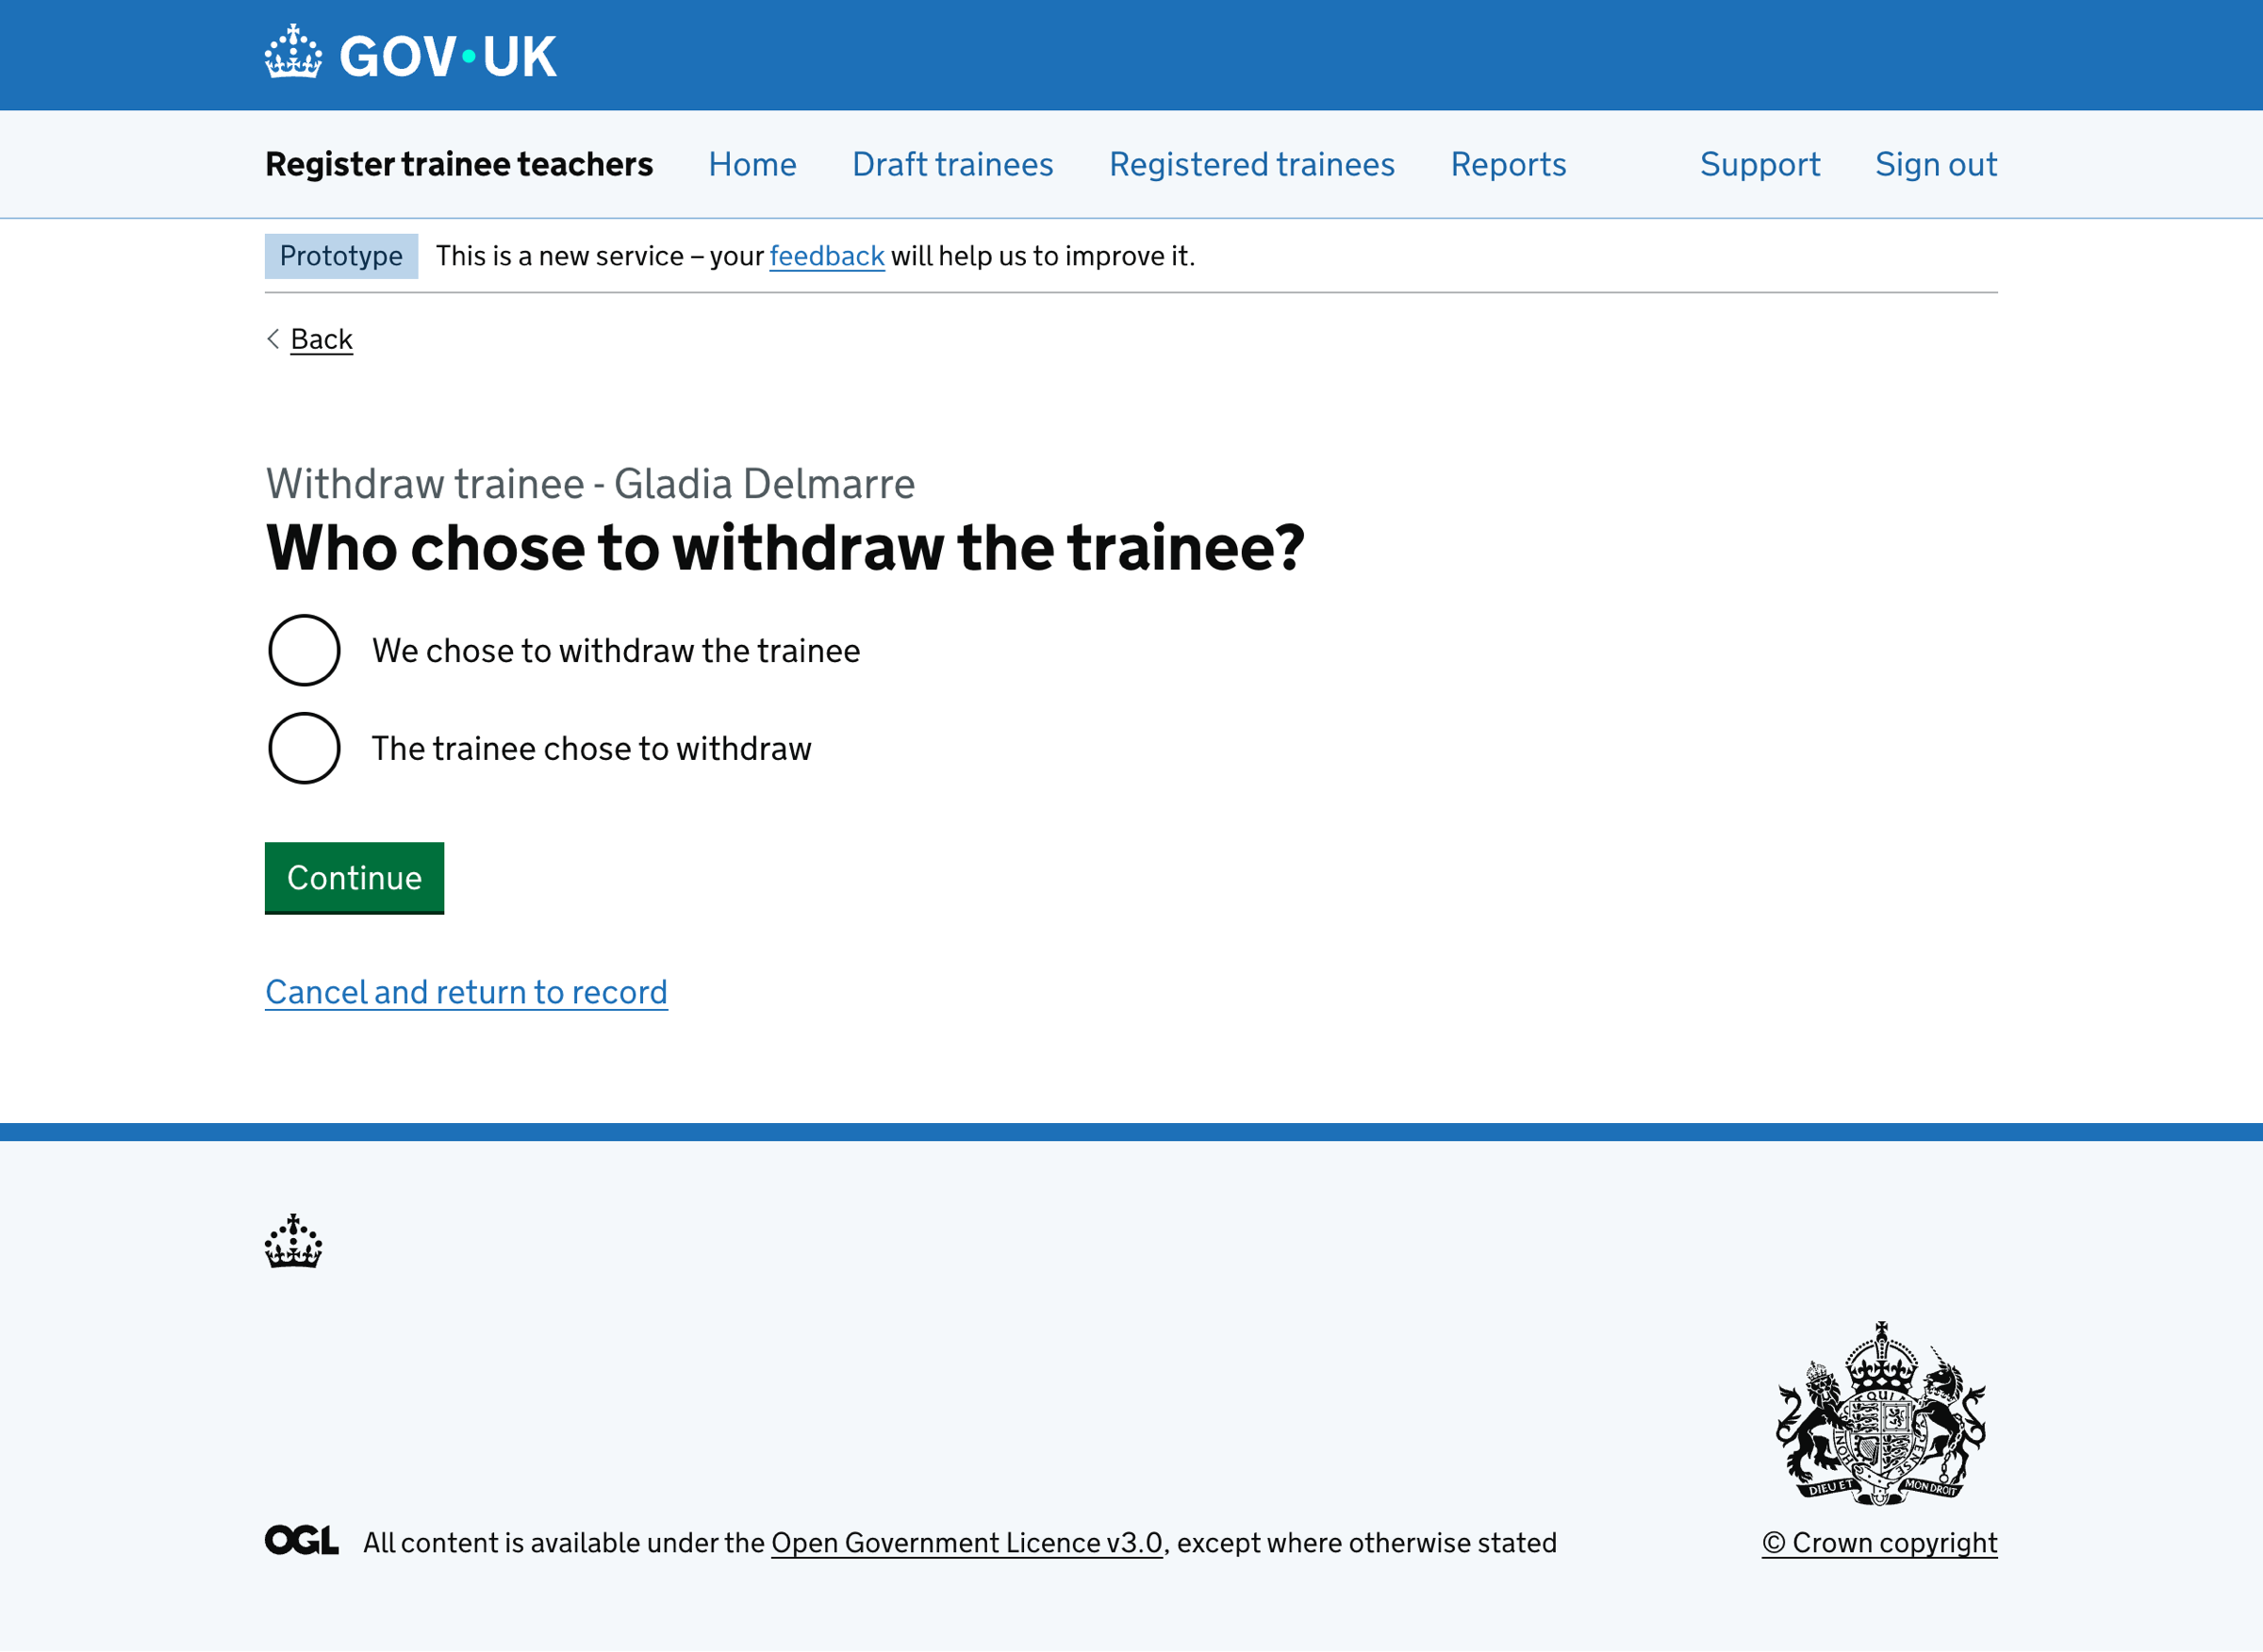 GOV·UK
Register trainee teachers Home Draft trainees Registered trainees Reports Support Sign out
Prototype This is a new service – your feedback will help us to improve it.
Back
Withdraw trainee - Gladia Delmarre
Who chose to withdraw the trainee?
We chose to withdraw the trainee
The trainee chose to withdraw
Continue
Cancel and return to record
DIEU ET MON DROIT
OGL All content is available under the Open Government Licence v3.0, except where otherwise stated
© Crown copyright